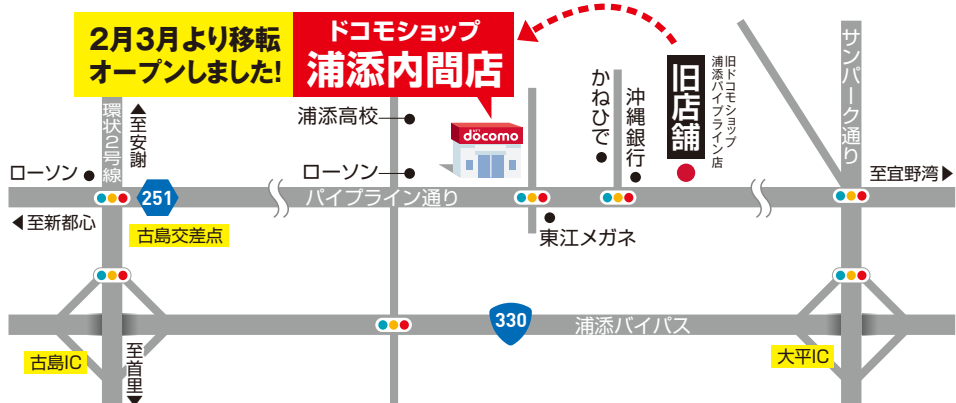 2月3月より移転
オープンしました!
ドコモショップ
浦添内間店
旧店舗
旧ドコモショップ
浦添パイプライン店
サンパーク通り
環状2号線
▲至安謝
浦添高校
かねひで
沖縄銀行
docomo
ローソン
ローソン
251
パイプライン通り
至宜野湾▶
◀至新都心
古島交差点
東江メガネ
330
浦添バイパス
古島IC
至首里▼
大平IC